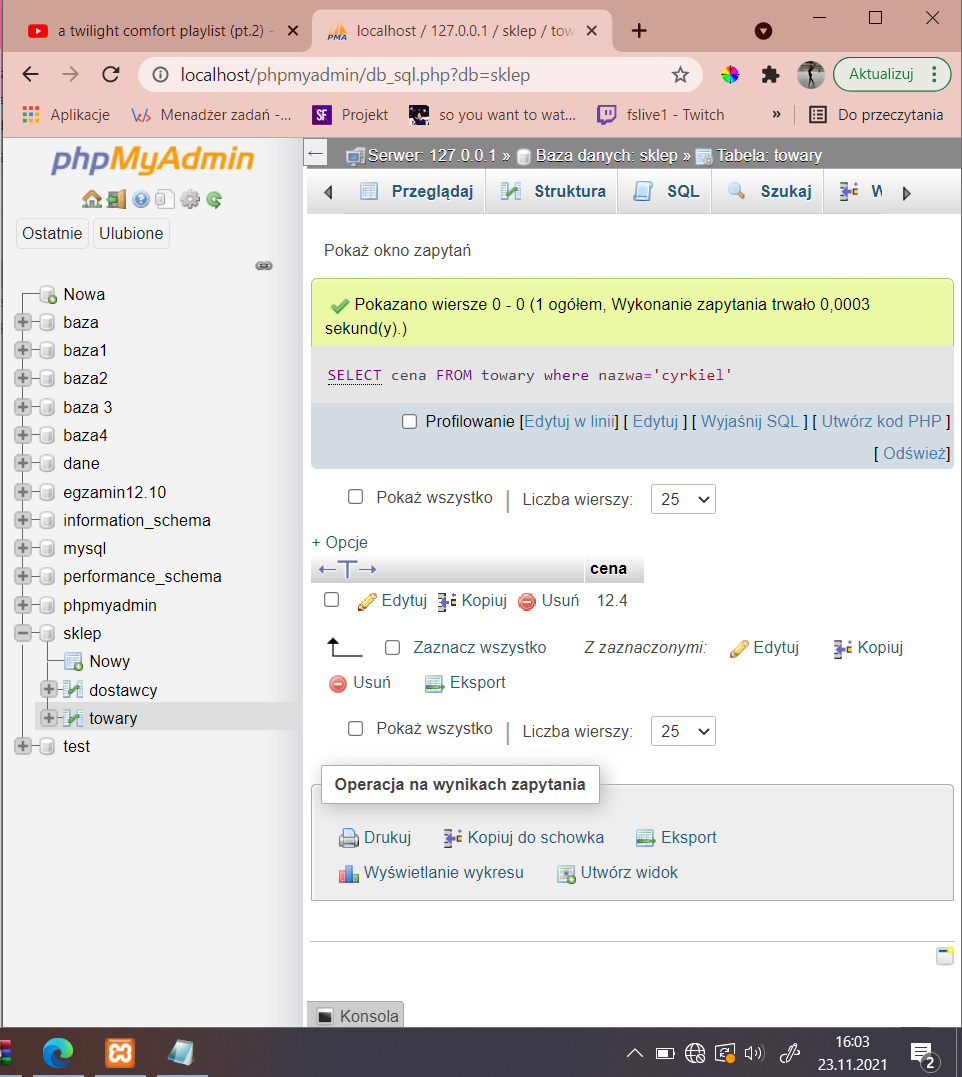 a twilight comfort playlist (pt.2) -
localhost / 127.0.0.1 / sklep / tow
localhost/phpmyadmin/db_sql.php?db=sklep
Aktualizuj
Aplikacje
Menadżer zadań -...
SF Projekt
so you want to wat...
fslive1 - Twitch
»
Do przeczytania
phpMyAdmin
Ostatnie
Ulubione
Nowa
baza
baza1
baza2
baza 3
baza4
dane
egzamin12.10
information_schema
mysql
performance_schema
phpmyadmin
sklep
Nowy
dostawcy
towary
test
Serwer: 127.0.0.1 » Baza danych: sklep » Tabela: towary
Przeglądaj
Struktura
SQL
Szukaj
W
Pokaż okno zapytań
Pokazano wiersze 0 - 0 (1 ogółem, Wykonanie zapytania trwało 0,0003
sekund(y).)
SELECT cena FROM towary where nazwa='cyrkiel'
Profilowanie [Edytuj w linii] [ Edytuj ] [ Wyjaśnij SQL ] [ Utwórz kod PHP ]
[ Odśwież]
Pokaż wszystko | Liczba wierszy: 25
+ Opcje
←T→ cena
Edytuj Kopiuj Usuń 12.4
Zaznacz wszystko Z zaznaczonymi: Edytuj Kopiuj
Usuń Eksport
Pokaż wszystko | Liczba wierszy: 25
Operacja na wynikach zapytania
Drukuj Kopiuj do schowka Eksport
Wyświetlanie wykresu Utwórz widok
Konsola
16:03
23.11.2021
2